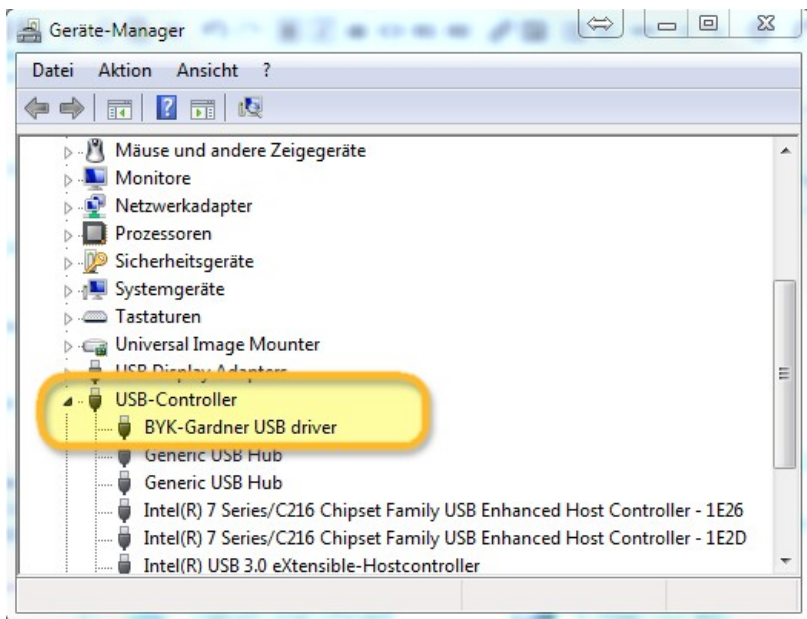 Geräte-Manager
Datei Aktion Ansicht ?
Mäuse und andere Zeigegeräte
Monitore
Netzwerkadapter
Prozessoren
Sicherheitsgeräte
Systemgeräte
Tastaturen
Universal Image Mounter
USB Display Adapters
USB-Controller
BYK-Gardner USB driver
Generic USB Hub
Generic USB Hub
Intel(R) 7 Series/C216 Chipset Family USB Enhanced Host Controller - 1E26
Intel(R) 7 Series/C216 Chipset Family USB Enhanced Host Controller - 1E2D
Intel(R) USB 3.0 eXtensible-Hostcontroller